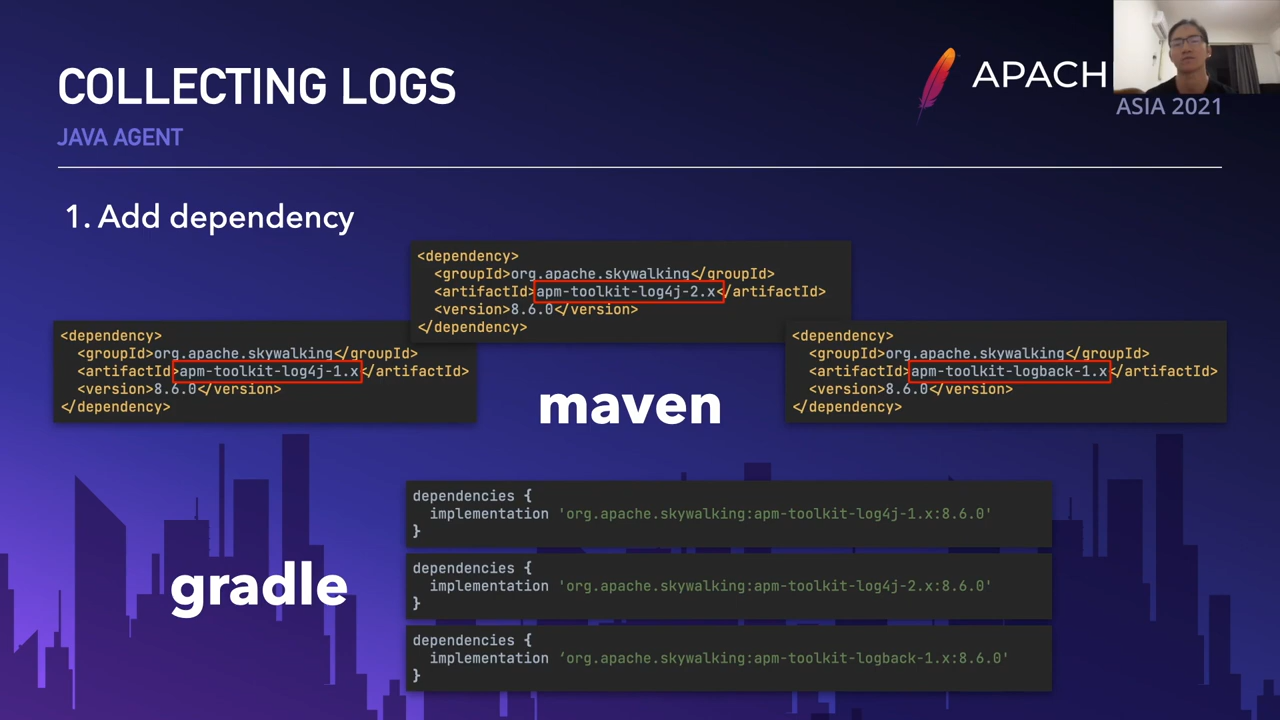 COLLECTING LOGS
JAVA AGENT
APACH
ASIA 2021
1. Add dependency
<dependency>
<groupId>org.apache.skywalking</groupId>
<artifactId>apm-toolkit-log4j-2.x</artifactId>
<version>8.6.0</version>
</dependency>
<dependency>
<groupId>org.apache.skywalking</groupId>
<artifactId>apm-toolkit-log4j-1.x</artifactId>
<version>8.6.0</version>
</dependency>
<dependency>
<groupId>org.apache.skywalking</groupId>
<artifactId>apm-toolkit-logback-1.x</artifactId>
<version>8.6.0</version>
</dependency>
maven
gradle
dependencies {
implementation 'org.apache.skywalking:apm-toolkit-log4j-1.x:8.6.0'
}
dependencies {
implementation 'org.apache.skywalking:apm-toolkit-log4j-2.x:8.6.0'
}
dependencies {
implementation ‘org.apache.skywalking:apm-toolkit-logback-1.x:8.6.0'
}